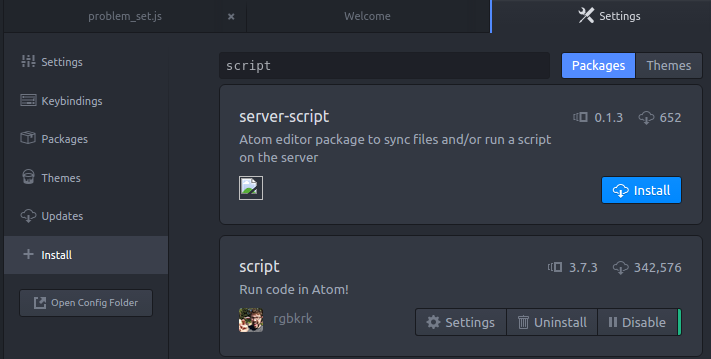 problem_set.js
Welcome
Settings
Settings
Keybindings
Packages
Themes
Updates
Install
Open Config Folder
script
Packages Themes
server-script 0.1.3 652
Atom editor package to sync files and/or run a script
on the server
Install
script 3.7.3 342,576
Run code in Atom!
rgbkrk Settings Uninstall Disable